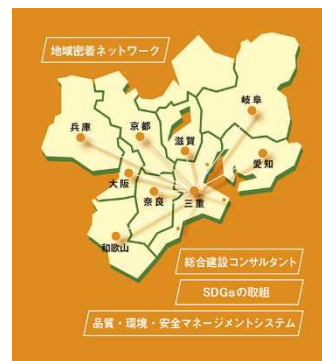 地域密着ネットワーク
岐阜
兵庫
京都
滋賀
愛知
大阪
奈良
三重
和歌山
総合建設コンサルタント
SDGsの取組
品質・環境・安全マネージメントシステム